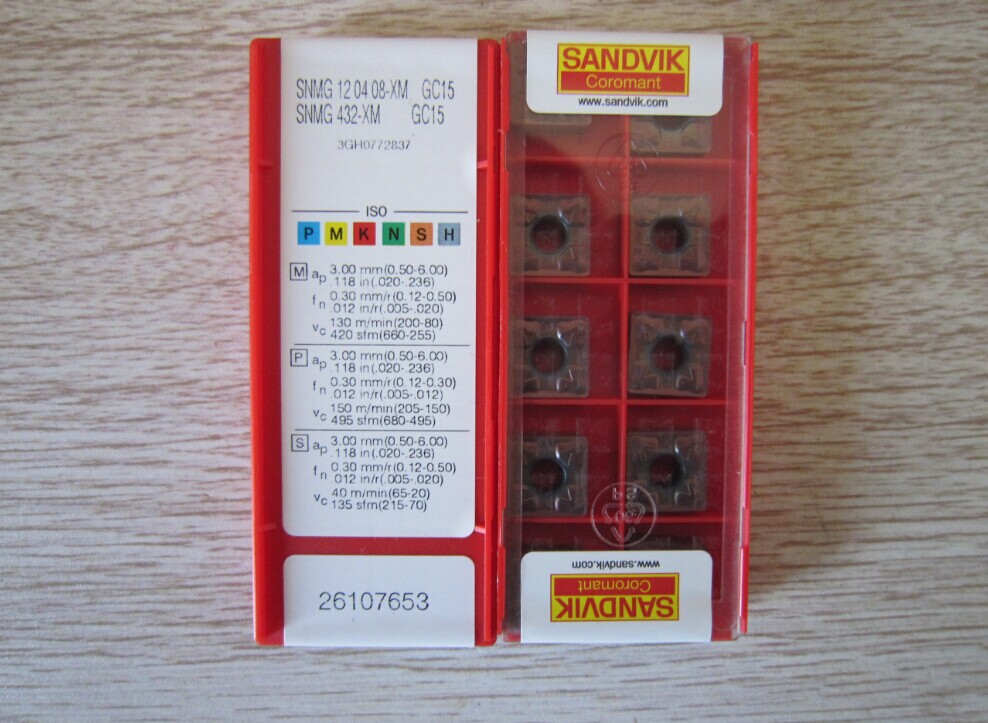 SNMG 12 04 08-XM GC15
SNMG 432-XM GC15
3GH0772837
ISO
P M K N S H
M ap 3.00 mm(0.50-6.00)
.118 in(.020-.236)
fn 0.30 mm/r(0.12-0.50)
.012 in/r(.005-.020)
vc 130 m/min(200-80)
420 sfm(660-255)
P ap 3.00 mm(0.50-6.00)
.118 in(.020-.236)
fn 0.30 mm/r(0.12-0.30)
.012 in/r(.005-.012)
vc 150 m/min(205-150)
495 sfm(680-495)
S ap 3.00 mm(0.50-6.00)
.118 in(.020-.236)
fn 0.30 mm/r(0.12-0.50)
.012 in/r(.005-.020)
vc 40 m/min(65-20)
135 sfm(215-70)
26107653
SANDVIK
Coromant
www.sandvik.com
www.sandvik.com
SANDVIK
Coromant